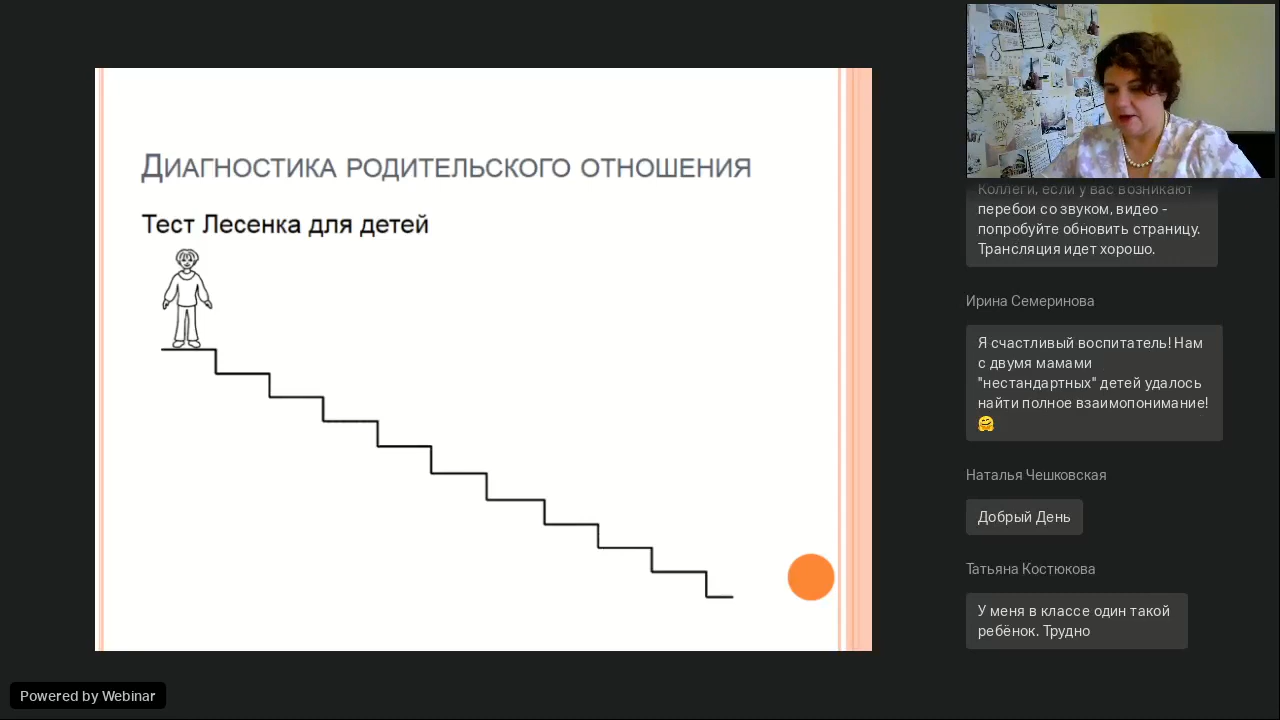 ДИАГНОСТИКА РОДИТЕЛЬСКОГО ОТНОШЕНИЯ
Тест Лесенка для детей
Коллеги, если у вас возникают
перебои со звуком, видео -
попробуйте обновить страницу.
Трансляция идет хорошо.
Ирина Семеринова
Я счастливый воспитатель! Нам
с двумя мамами
"нестандартных" детей удалось
найти полное взаимопонимание!
🤗
Наталья Чешковская
Добрый День
Татьяна Костюкова
У меня в классе один такой
ребёнок. Трудно
Powered by Webinar